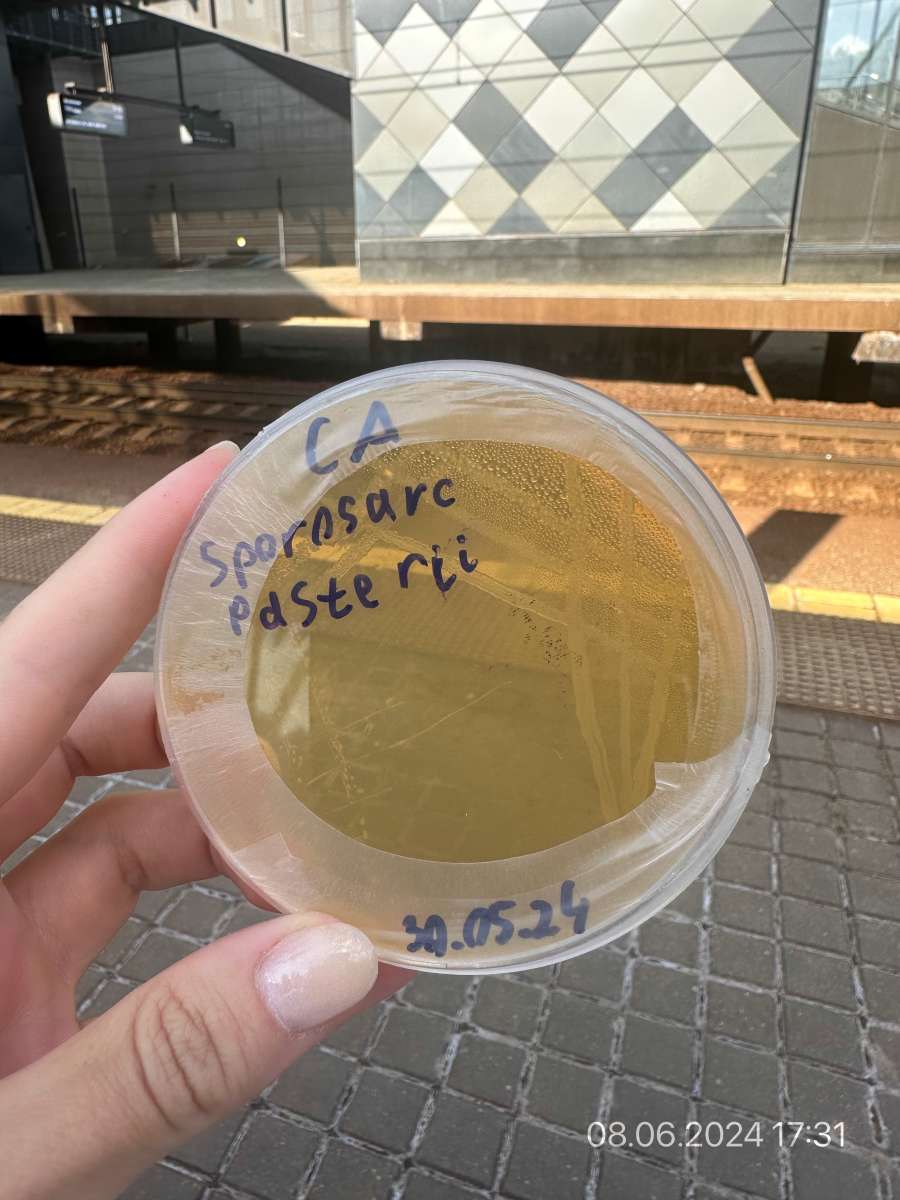 CA
Sporosarc
pasterii
30.05.24
08.06.2024 17:31